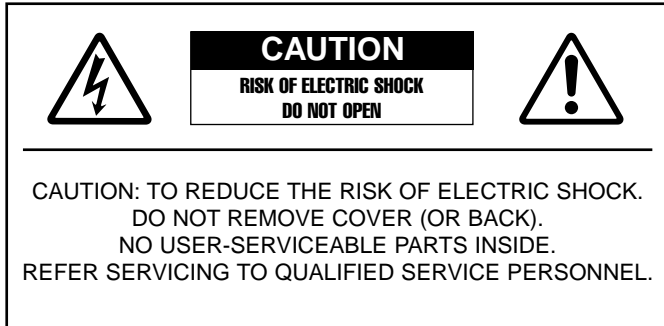 CAUTION
RISK OF ELECTRIC SHOCK
DO NOT OPEN
CAUTION: TO REDUCE THE RISK OF ELECTRIC SHOCK.
DO NOT REMOVE COVER (OR BACK).
NO USER-SERVICEABLE PARTS INSIDE.
REFER SERVICING TO QUALIFIED SERVICE PERSONNEL.